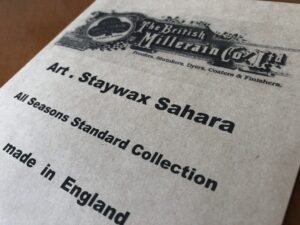 The British
Millerain Co. Ltd.
Proofers, Shrinkers, Dyers, Coaters & Finishers.
Art . Staywax Sahara
All Seasons Standard Collection
made in England